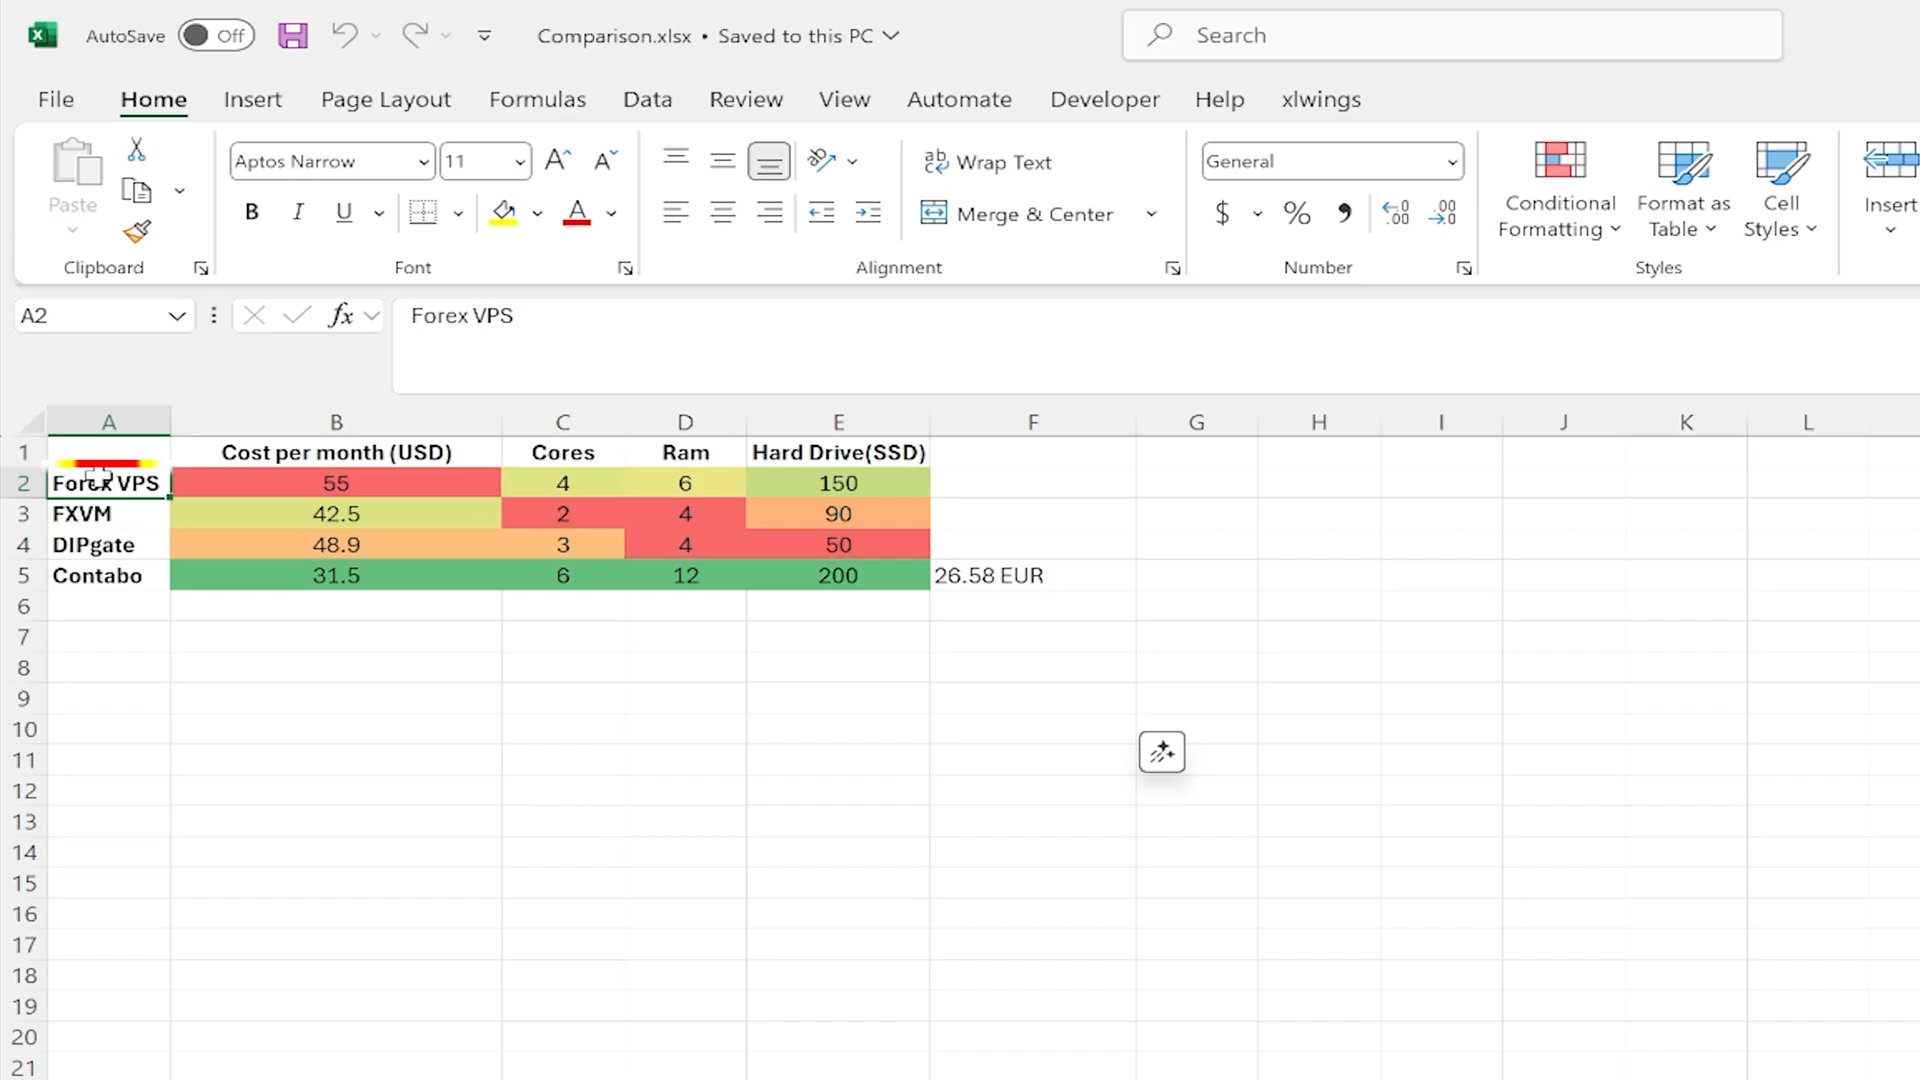 AutoSave Off Comparison.xlsx • Saved to this PC Search
File Home Insert Page Layout Formulas Data Review View Automate Developer Help xlwings
Paste
Clipboard
Aptos Narrow 11
B I U
Font
Wrap Text
Merge & Center
Alignment
General
$ % 9 .00 .00
Number
Conditional Formatting
Format as Table
Cell Styles
Styles
Insert
A2 fx Forex VPS
A B C D E F G H I J K L
1 Cost per month (USD) Cores Ram Hard Drive(SSD)
2 Forex VPS 55 4 6 150
3 FXVM 42.5 2 4 90
4 DIPgate 48.9 3 4 50
5 Contabo 31.5 6 12 200 26.58 EUR
6
7
8
9
10
11
12
13
14
15
16
17
18
19
20
21